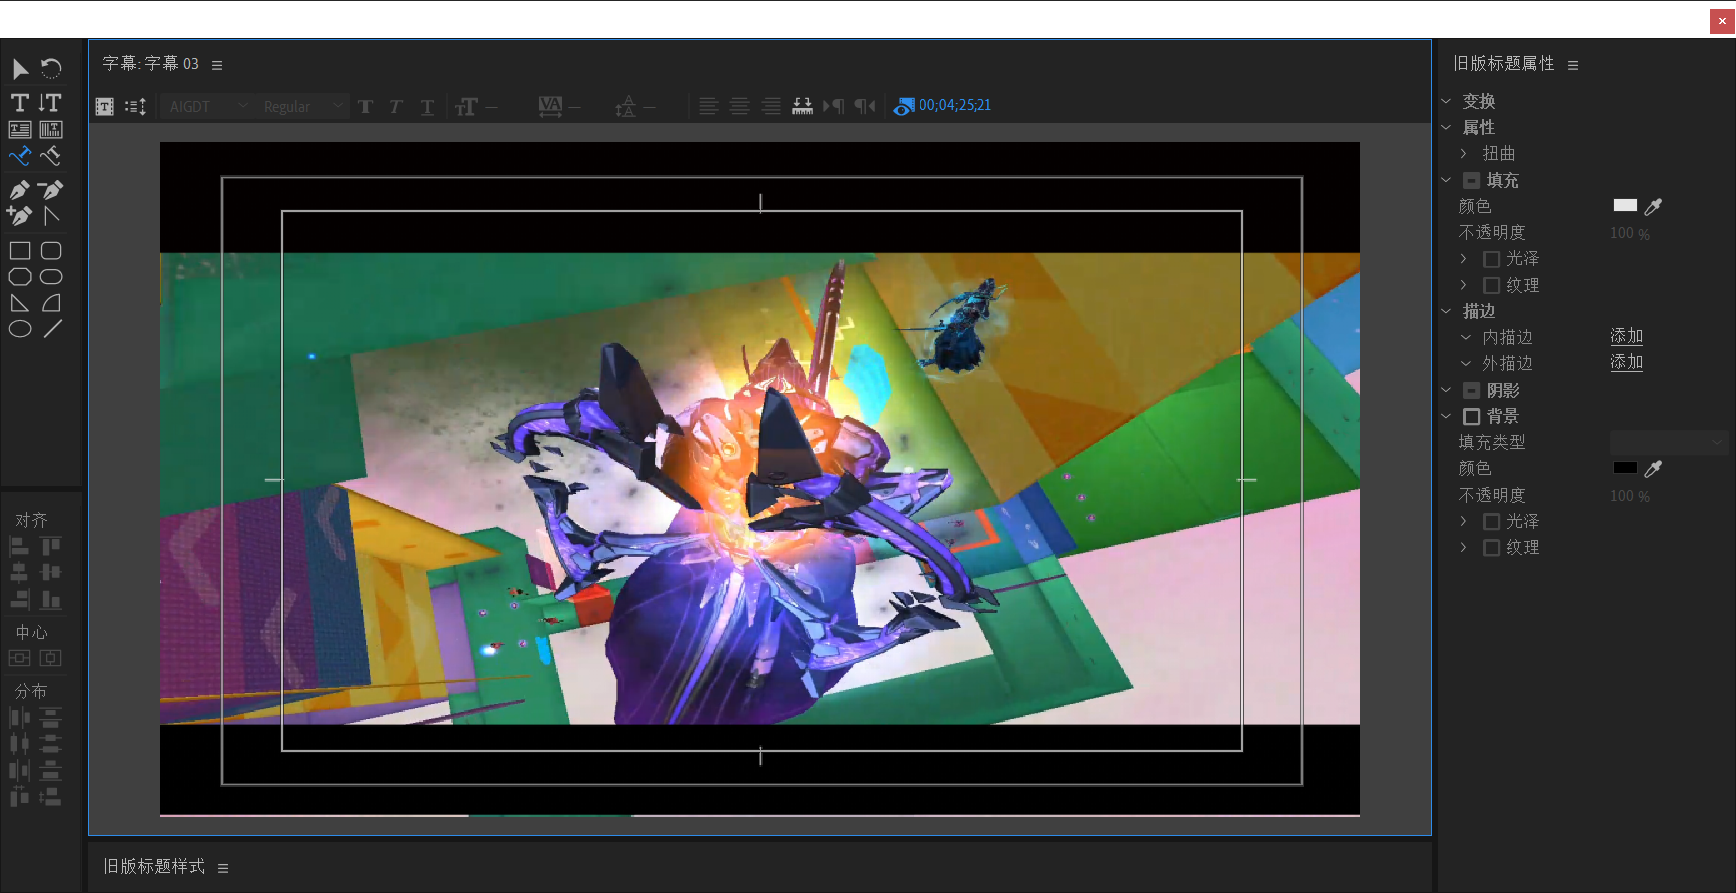 字幕: 字幕 03
AIGDT
Regular
00;04;25;21
对齐
中心
分布
旧版标题样式
旧版标题属性
变换
属性
扭曲
填充
颜色
不透明度 100 %
光泽
纹理
描边
内描边 添加
外描边 添加
阴影
背景
填充类型
颜色
不透明度 100 %
光泽
纹理